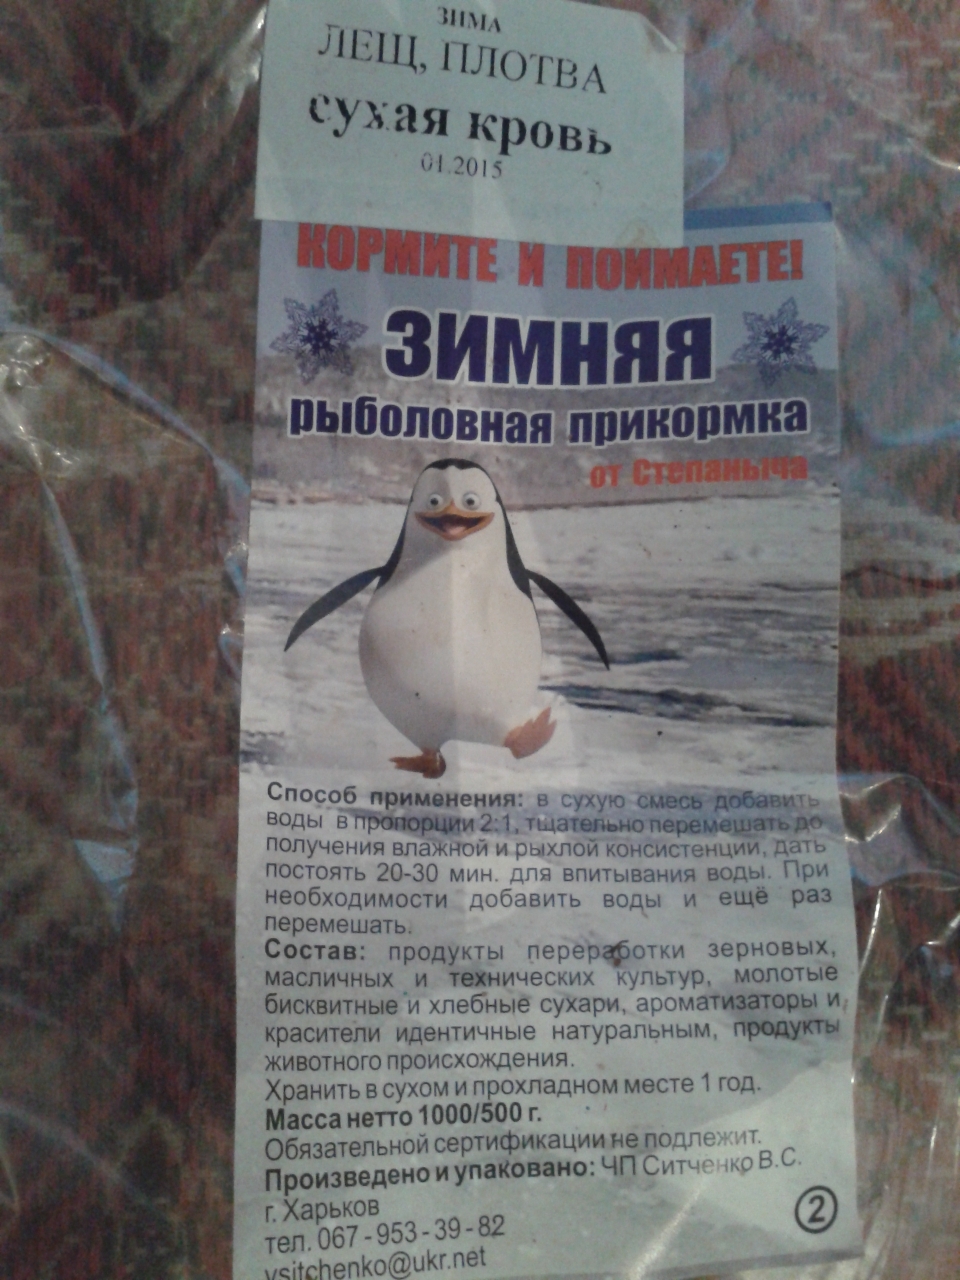 ЗИМА
ЛЕЩ, ПЛОТВА
сухая кровь
01.2015
КОРМИТЕ И ПОЙМАЕТЕ!
ЗИМНЯЯ
рыболовная прикормка
от Степаныча
Способ применения: в сухую смесь добавить
воды в пропорции 2:1, тщательно перемешать до
получения влажной и рыхлой консистенции, дать
постоять 20-30 мин. для впитывания воды. При
необходимости добавить воды и ещё раз
перемешать.
Состав: продукты переработки зерновых,
масличных и технических культур, молотые
бисквитные и хлебные сухари, ароматизаторы и
красители идентичные натуральным, продукты
животного происхождения.
Хранить в сухом и прохладном месте 1 год.
Масса нетто 1000/500 г.
Обязательной сертификации не подлежит.
Произведено и упаковано: ЧП Ситченко В.С.
г. Харьков
тел. 067-953-39-82
vsitchenko@ukr.net
2